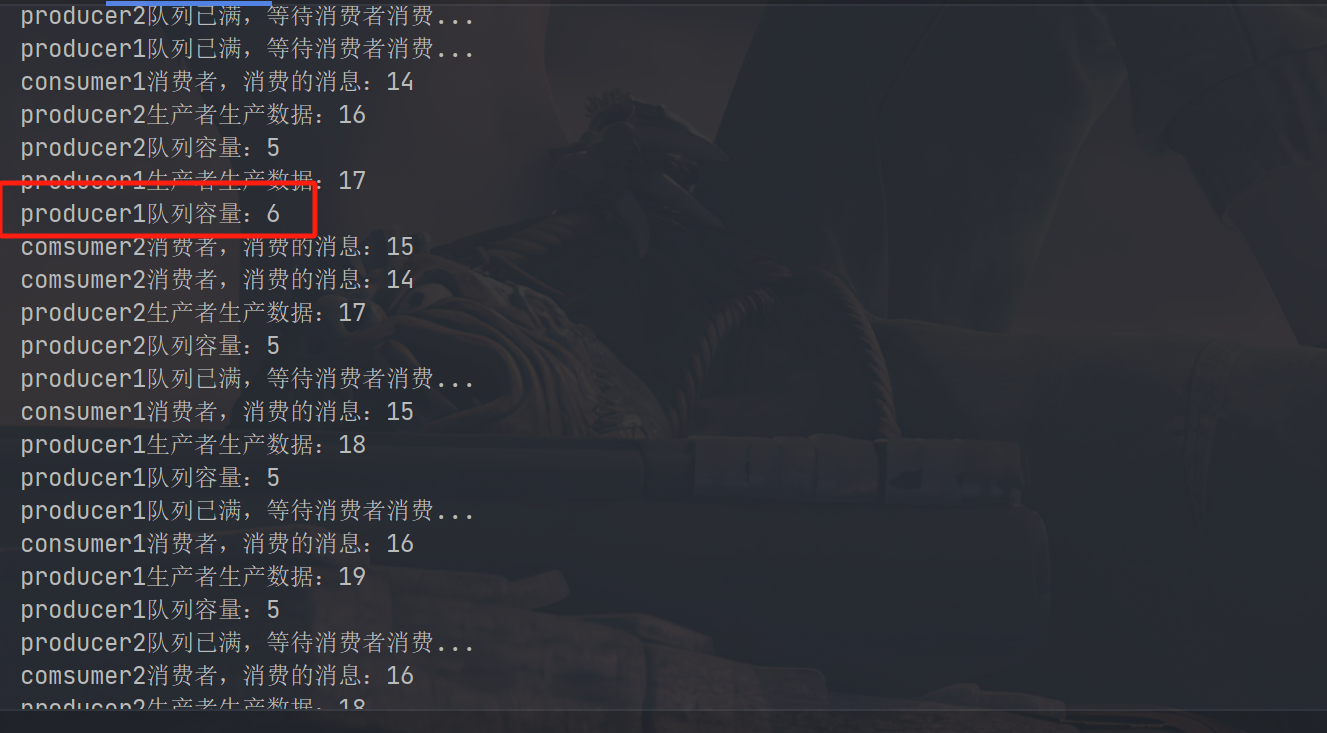 producer2队列已满，等待消费者消费...
producer1队列已满，等待消费者消费...
consumer1消费者，消费的消息：14
producer2生产者生产数据：16
producer2队列容量：5
producer1生产者生产数据：17
producer1队列容量：6
comsumer2消费者，消费的消息：15
comsumer2消费者，消费的消息：14
producer2生产者生产数据：17
producer2队列容量：5
producer1队列已满，等待消费者消费...
consumer1消费者，消费的消息：15
producer1生产者生产数据：18
producer1队列容量：5
producer1队列已满，等待消费者消费...
consumer1消费者，消费的消息：16
producer1生产者生产数据：19
producer1队列容量：5
producer2队列已满，等待消费者消费...
comsumer2消费者，消费的消息：16
producer2生产者生产数据：18